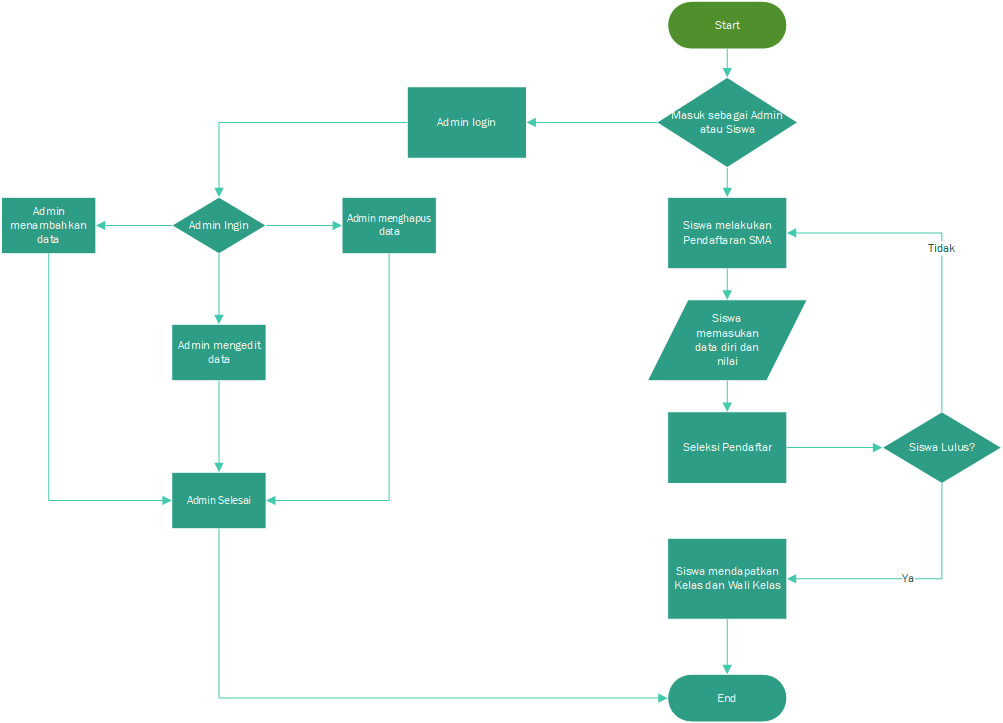 Start
Masuk sebagai Admin
atau Siswa
Admin login
Admin
menambahkan
data
Admin Ingin
Admin menghapus
data
Siswa melakukan
Pendaftaran SMA
Tidak
Siswa
memasukan
data diri dan
nilai
Admin mengedit
data
Seleksi Pendaftar
Siswa Lulus?
Admin Selesai
Siswa mendapatkan
Kelas dan Wali Kelas
Ya
End